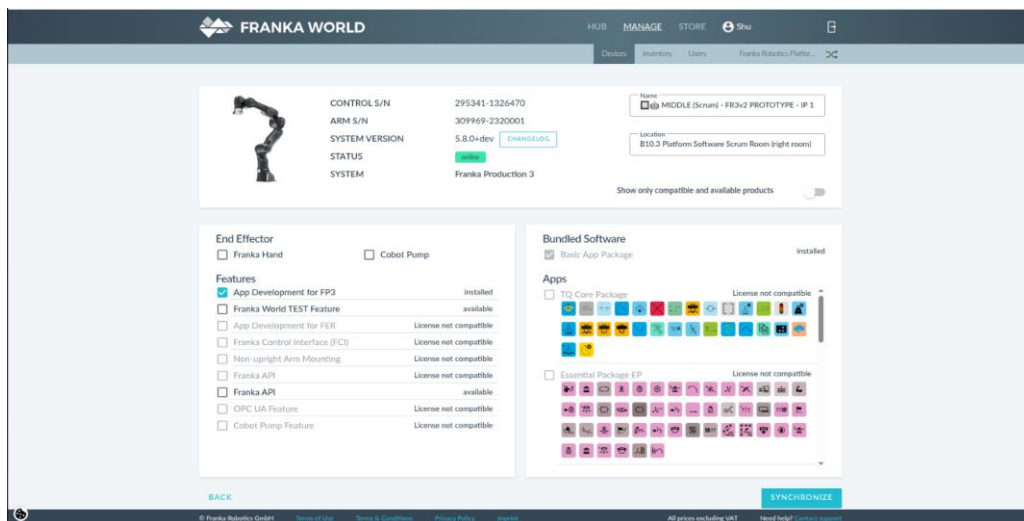 FRANKA WORLD
HUB MANAGE STORE Shu
Devices Inventory Users Franka Robotics Platfor...
CONTROL S/N 295341-1326470
ARM S/N 309969-2320001
SYSTEM VERSION 5.8.0+dev CHANGELOG
STATUS online
SYSTEM Franka Production 3
Name
MIDDLE (Scrum) - FR3v2 PROTOTYPE - IP 1
Location
B10.3 Platform Software Scrum Room (right room)
Show only compatible and available products
End Effector
Franka Hand Cobot Pump
Features
App Development for FP3 installed
Franka World TEST Feature available
App Development for FER License not compatible
Franka Control Interface (FCI) License not compatible
Non-upright Arm Mounting License not compatible
Franka API License not compatible
Franka API available
OPC UA Feature License not compatible
Cobot Pump Feature License not compatible
Bundled Software
Basic App Package installed
Apps
TQ Core Package License not compatible
Essential Package EP License not compatible
BACK
SYNCHRONIZE
© Franka Robotics GmbH Terms of Use Terms & Conditions Privacy Policy Imprint All prices excluding VAT Need help? Contact support